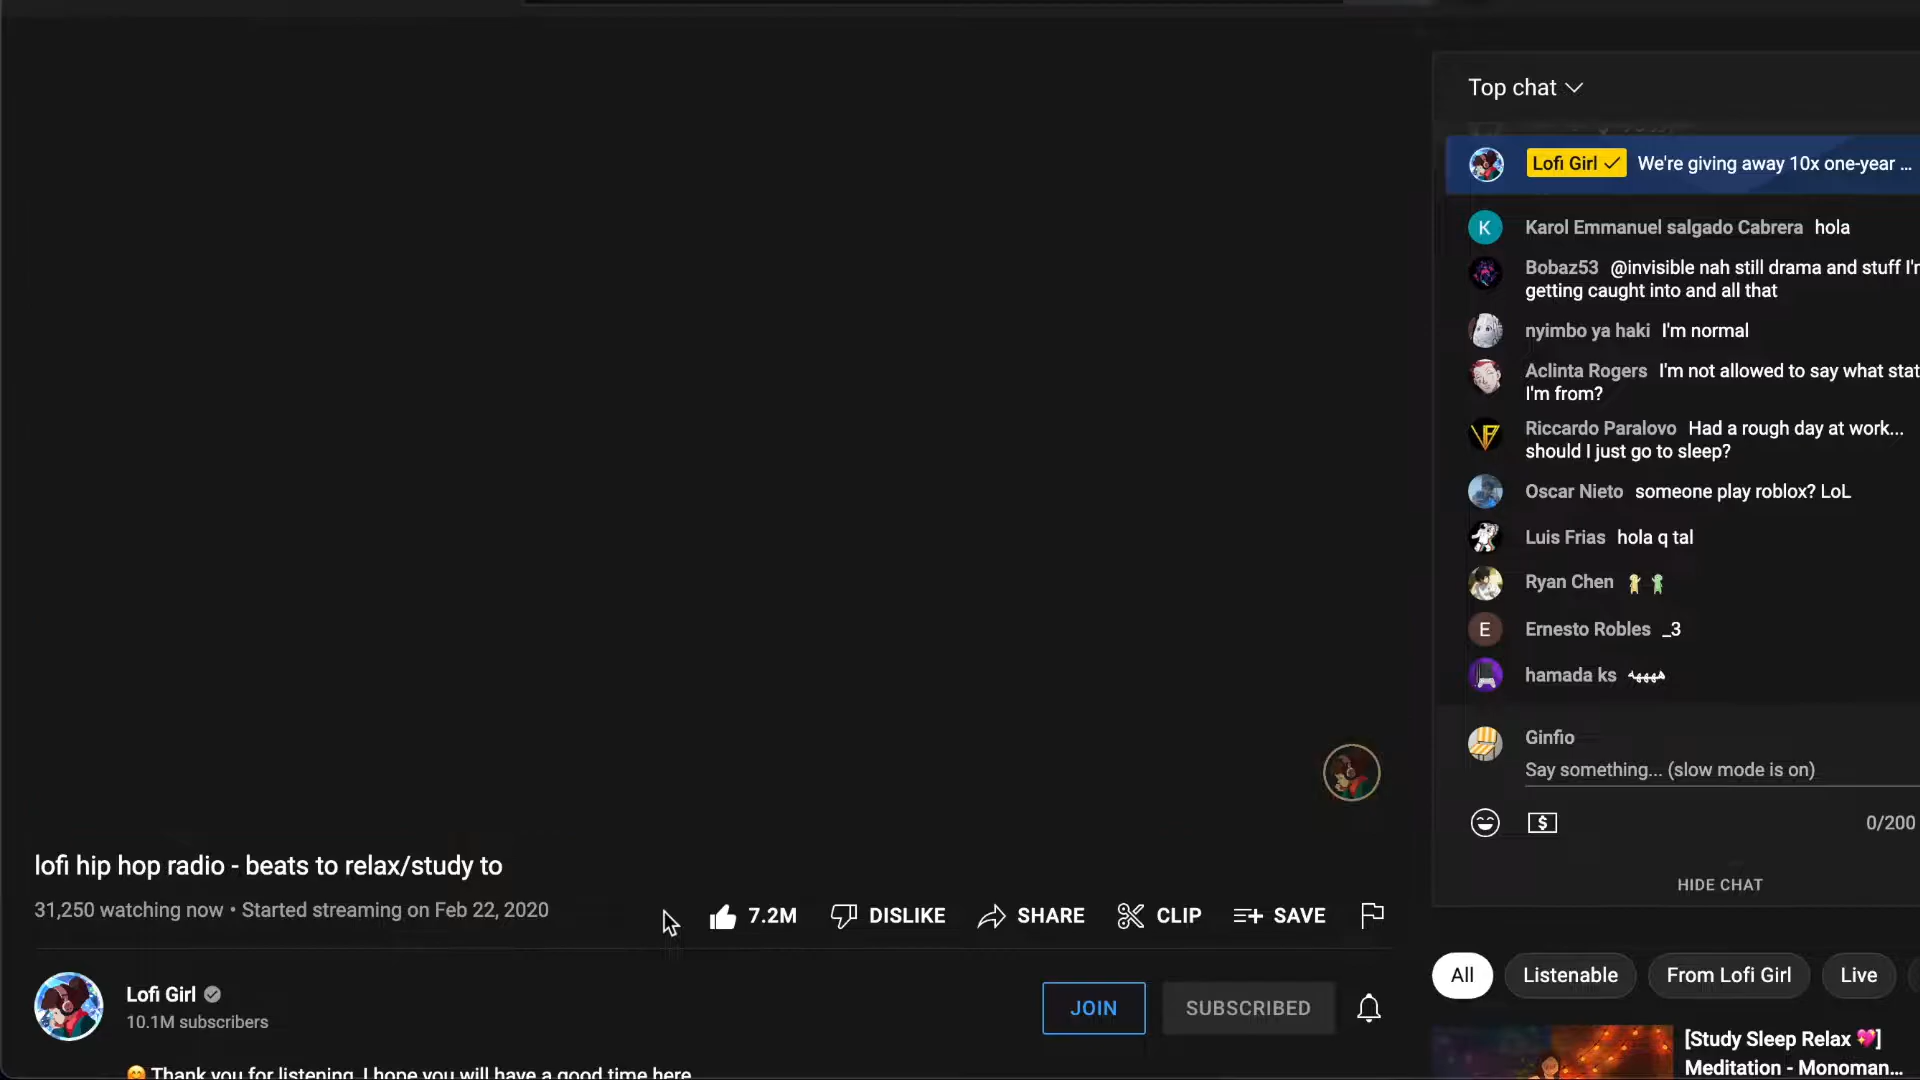 Top chat
Lofi Girl We're giving away 10x one-year ...
K Karol Emmanuel salgado Cabrera hola
Bobaz53 @invisible nah still drama and stuff I'm
getting caught into and all that
nyimbo ya haki I'm normal
Aclinta Rogers I'm not allowed to say what stat
I'm from?
Riccardo Paralovo Had a rough day at work...
should I just go to sleep?
Oscar Nieto someone play roblox? LoL
Luis Frias hola q tal
Ryan Chen
E Ernesto Robles _3
hamada ks ههههه
Ginfio
Say something... (slow mode is on)
$ 0/200
HIDE CHAT
lofi hip hop radio - beats to relax/study to
31,250 watching now • Started streaming on Feb 22, 2020
7.2M DISLIKE SHARE CLIP SAVE
Lofi Girl
10.1M subscribers
JOIN SUBSCRIBED
🤗 Thank you for listening, I hope you will have a good time here
All Listenable From Lofi Girl Live
[Study Sleep Relax 💖]
Meditation - Monoman...